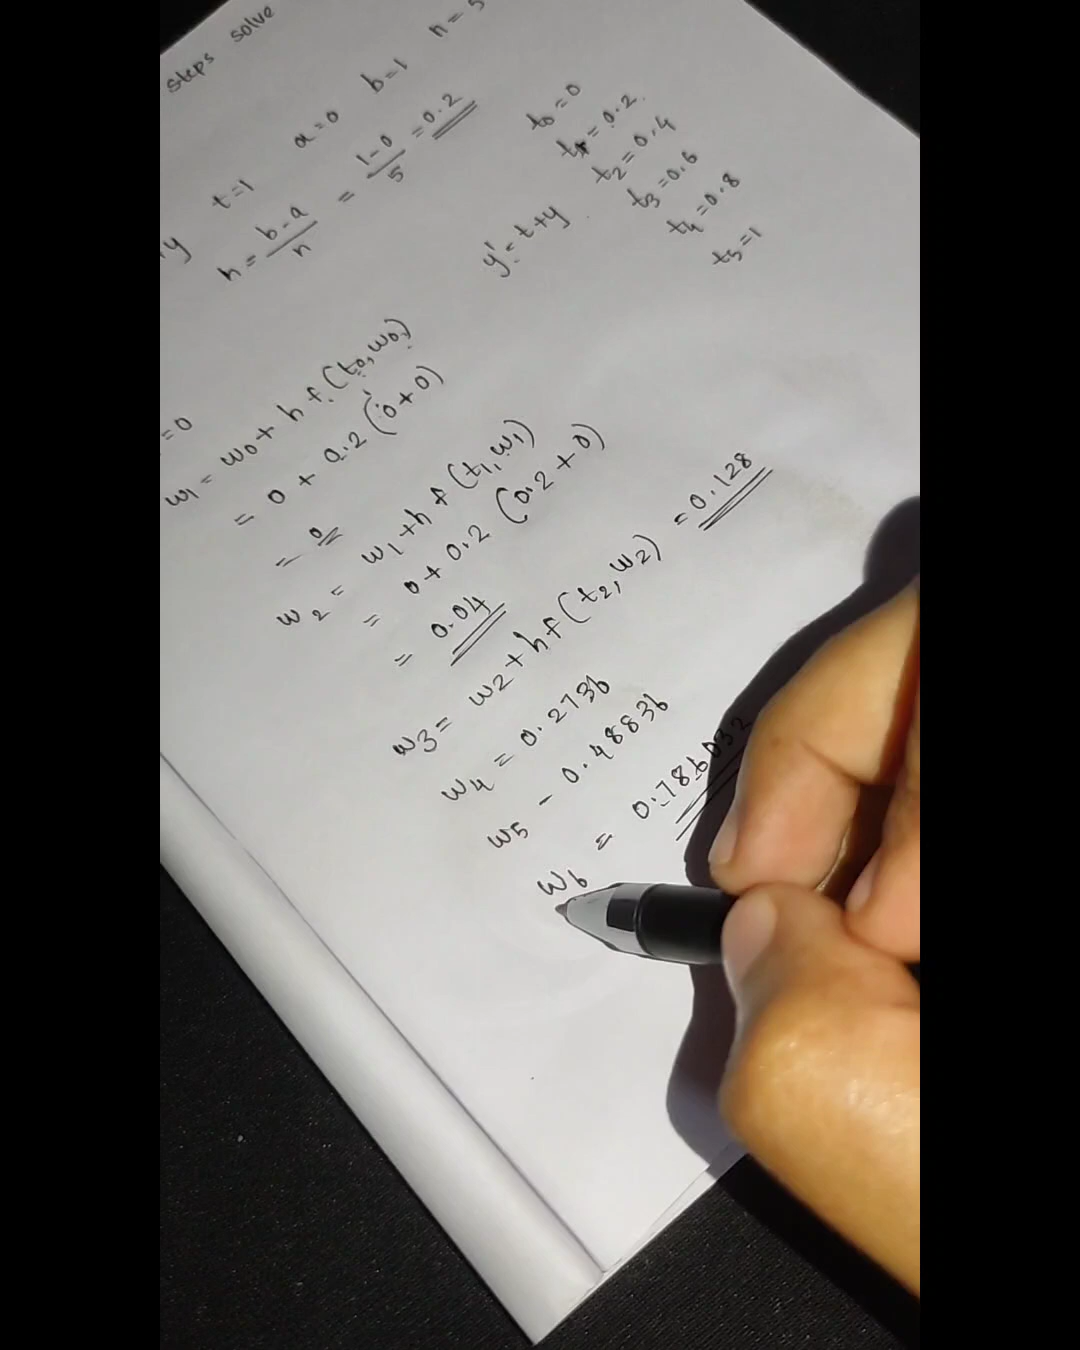 steps solve
y t=1 a=0 b=1 n=5
h = b-a/n = 1-0/5 = 0.2
y' = t+y
t0 = 0
t1 = 0.2
t2 = 0.4
t3 = 0.6
t4 = 0.8
t5 = 1
=0
w1 = w0 + h f (t0, w0)
= 0 + 0.2 (0+0)
= 0
w2 = w1 + h f (t1, w1)
= 0 + 0.2 (0.2 + 0)
= 0.04
w3 = w2 + h f (t2, w2) = 0.128
w4 = 0.2736
w5 - 0.48836
w6 = 0.786032